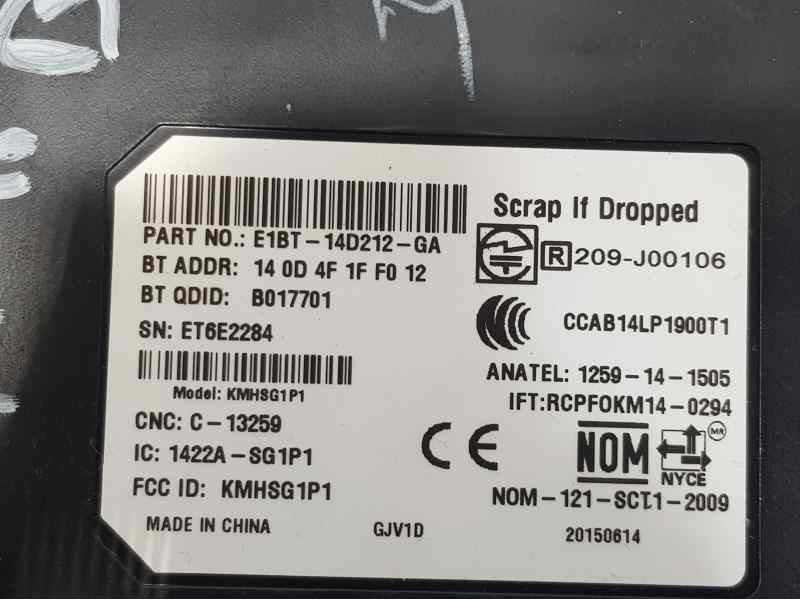 M
Scrap If Dropped
PART NO.: E1BT-14D212-GA
R 209-J00106
BT ADDR: 14 0D 4F 1F F0 12
BT QDID: B017701
CCAB14LP1900T1
SN: ET6E2284
ANATEL: 1259-14-1505
Model: KMHSG1P1
IFT:RCPFOKM14-0294
CNC: C-13259
CE
NOM
MR
NYCE
IC: 1422A-SG1P1
FCC ID: KMHSG1P1
NOM-121-SCT.1-2009
MADE IN CHINA
GJV1D
20150614